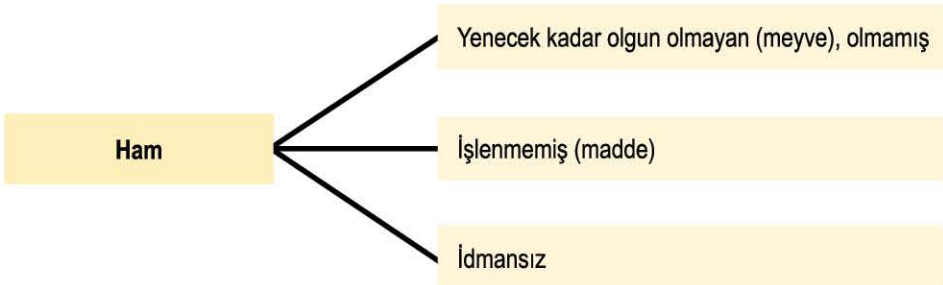 Ham
Yenecek kadar olgun olmayan (meyve), olmamış
İşlenmemiş (madde)
İdmansız